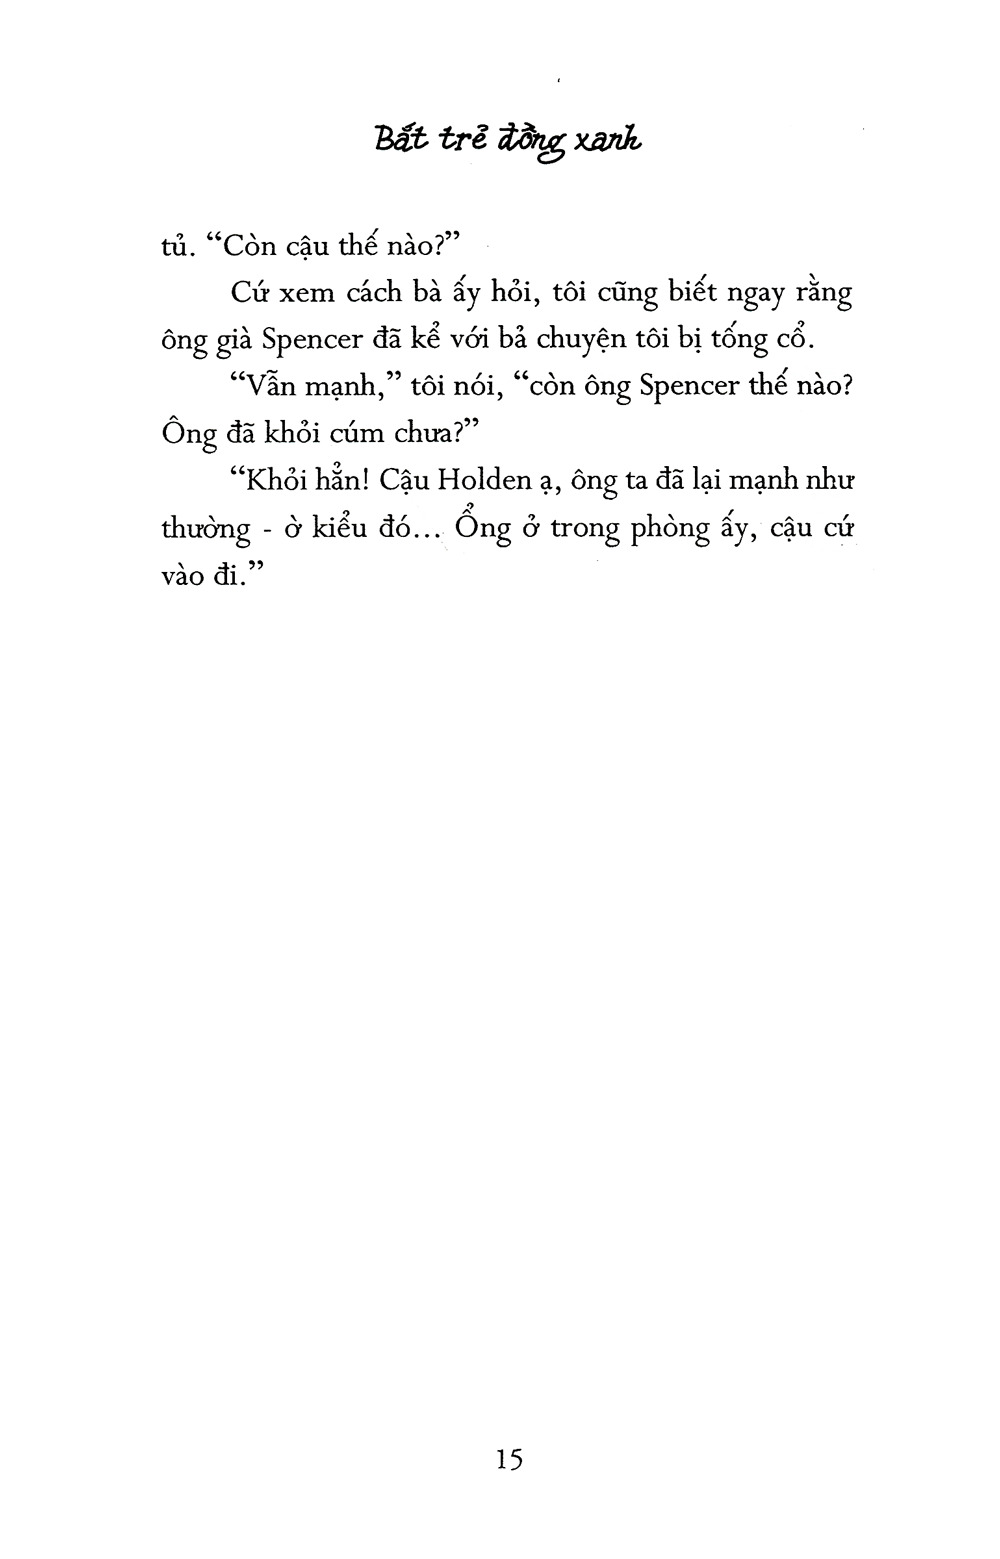 Bắt trẻ đồng xanh
tủ. “Còn cậu thế nào?”
Cứ xem cách bà ấy hỏi, tôi cũng biết ngay rằng
ông già Spencer đã kể với bả chuyện tôi bị tống cổ.
“Vẫn mạnh,” tôi nói, “còn ông Spencer thế nào?
Ông đã khỏi cúm chưa?”
“Khỏi hẳn! Cậu Holden ạ, ông ta đã lại mạnh như
thường - ờ kiểu đó... Ổng ở trong phòng ấy, cậu cứ
vào đi.”
15